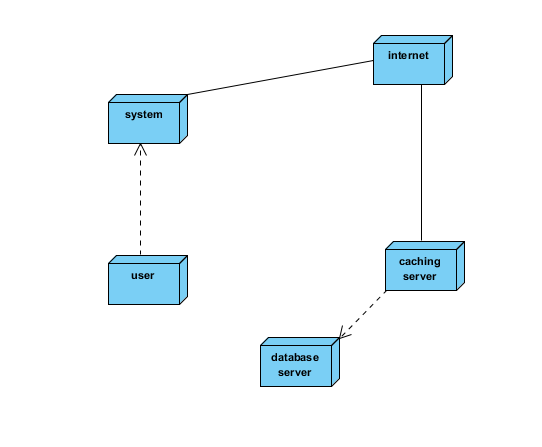 internet
system
user
caching
server
database
server